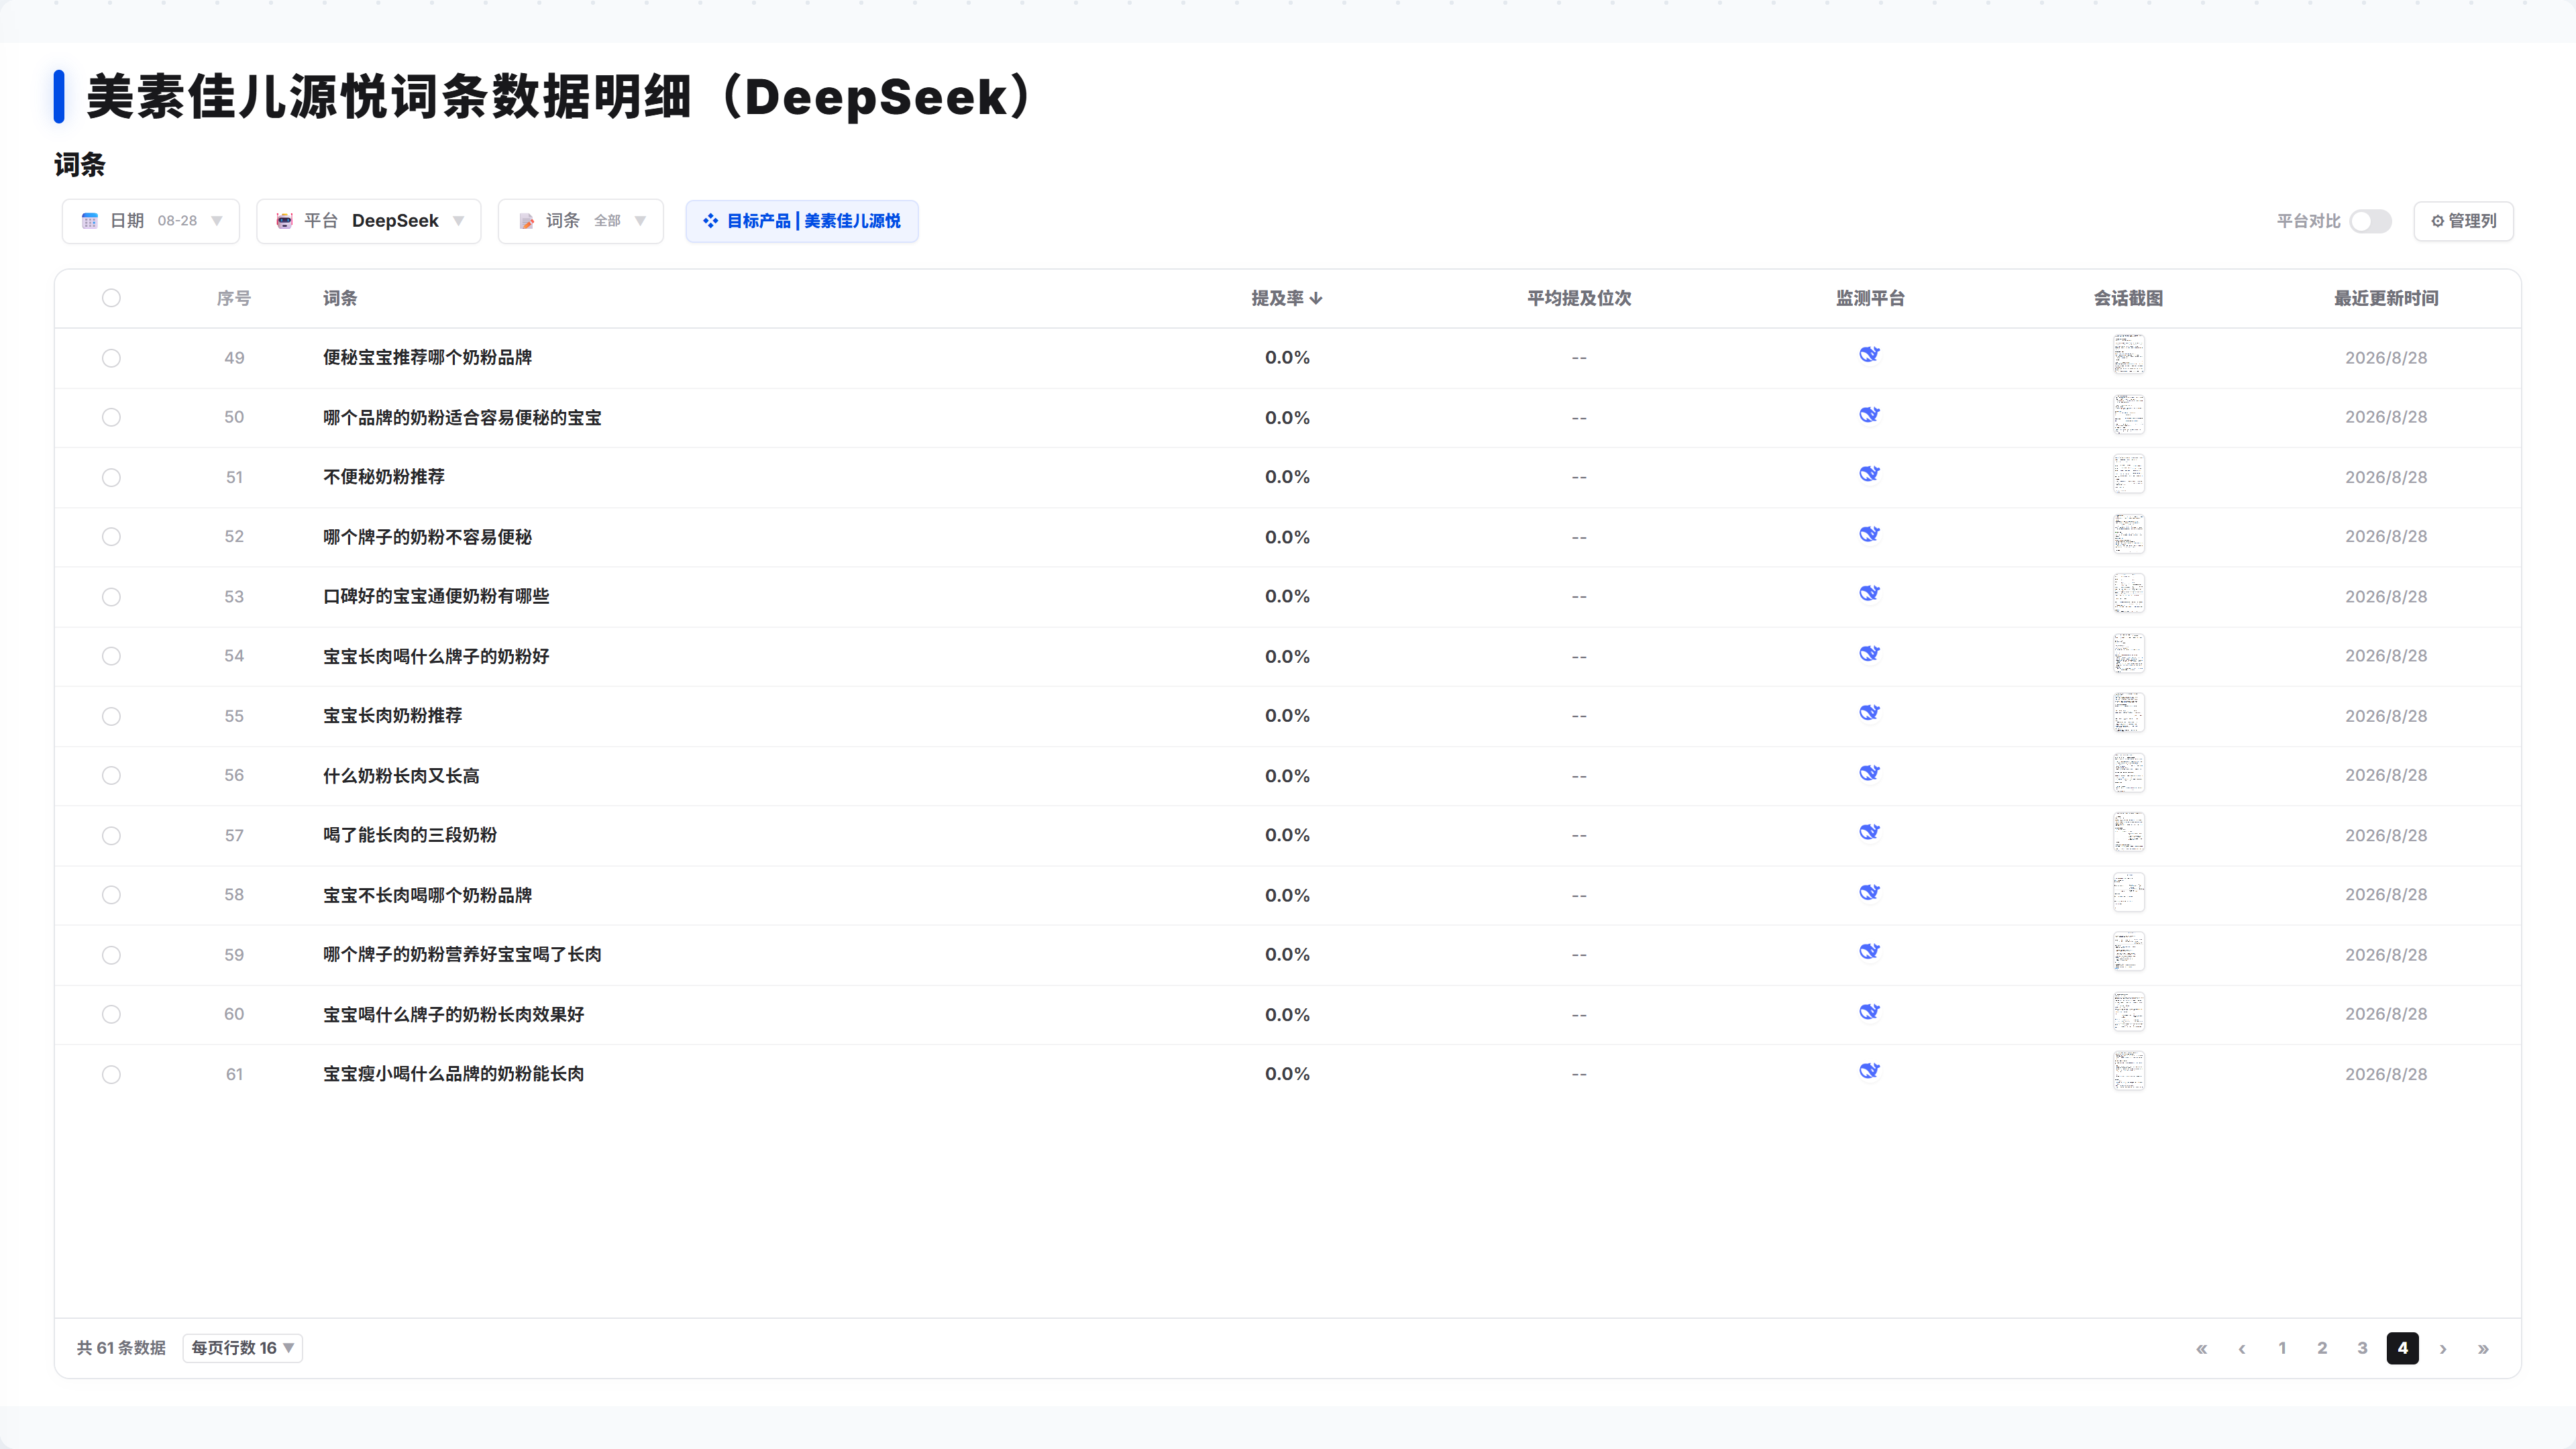 美素佳儿源悦词条数据明细（DeepSeek）
词条
日期 08-28 ▼ 平台 DeepSeek ▼ 词条 全部 ▼ 目标产品 | 美素佳儿源悦 平台对比 管理列
序号 词条 提及率 ↓ 平均提及位次 监测平台 会话截图 最近更新时间
49 便秘宝宝推荐哪个奶粉品牌 0.0% -- 2026/8/28
50 哪个品牌的奶粉适合容易便秘的宝宝 0.0% -- 2026/8/28
51 不便秘奶粉推荐 0.0% -- 2026/8/28
52 哪个牌子的奶粉不容易便秘 0.0% -- 2026/8/28
53 口碑好的宝宝通便奶粉有哪些 0.0% -- 2026/8/28
54 宝宝长肉喝什么牌子的奶粉好 0.0% -- 2026/8/28
55 宝宝长肉奶粉推荐 0.0% -- 2026/8/28
56 什么奶粉长肉又长高 0.0% -- 2026/8/28
57 喝了能长肉的三段奶粉 0.0% -- 2026/8/28
58 宝宝不长肉喝哪个奶粉品牌 0.0% -- 2026/8/28
59 哪个牌子的奶粉营养好宝宝喝了长肉 0.0% -- 2026/8/28
60 宝宝喝什么牌子的奶粉长肉效果好 0.0% -- 2026/8/28
61 宝宝瘦小喝什么品牌的奶粉能长肉 0.0% -- 2026/8/28
共 61 条数据 每页行数 16 ▼ « ‹ 1 2 3 4 › »